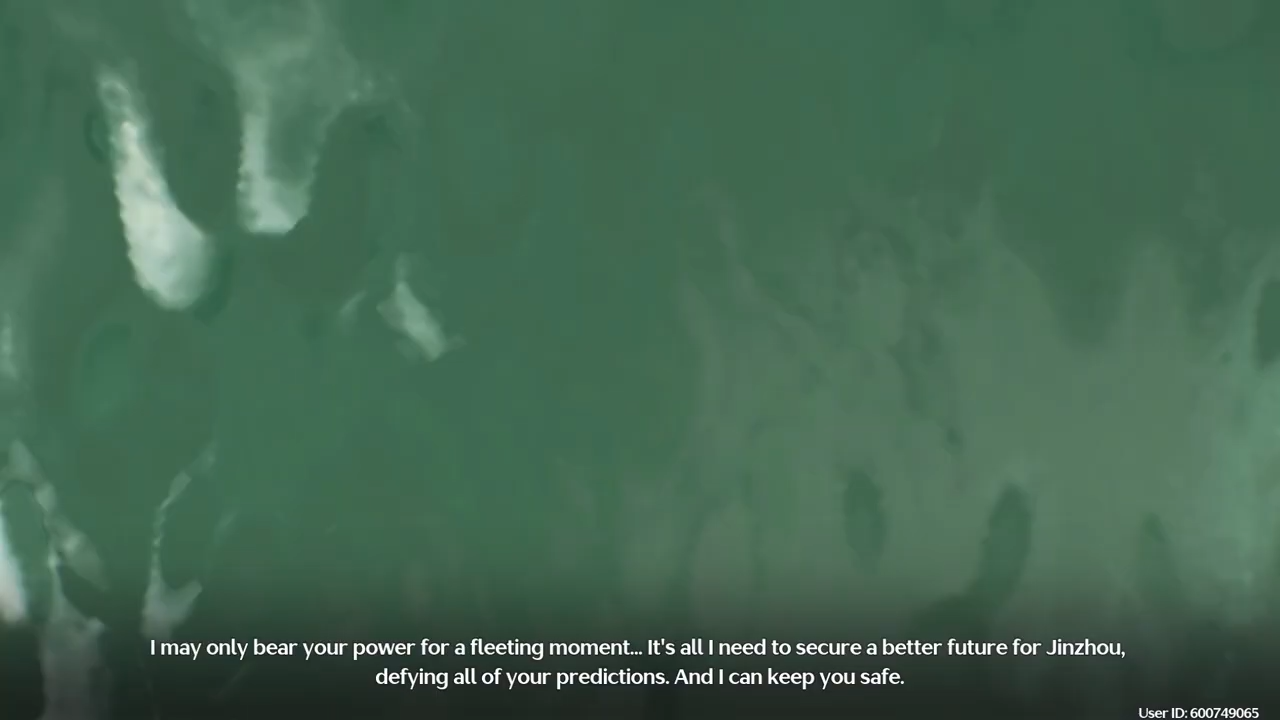 I may only bear your power for a fleeting moment... It's all I need to secure a better future for Jinzhou,
defying all of your predictions. And I can keep you safe.
User ID: 600749065